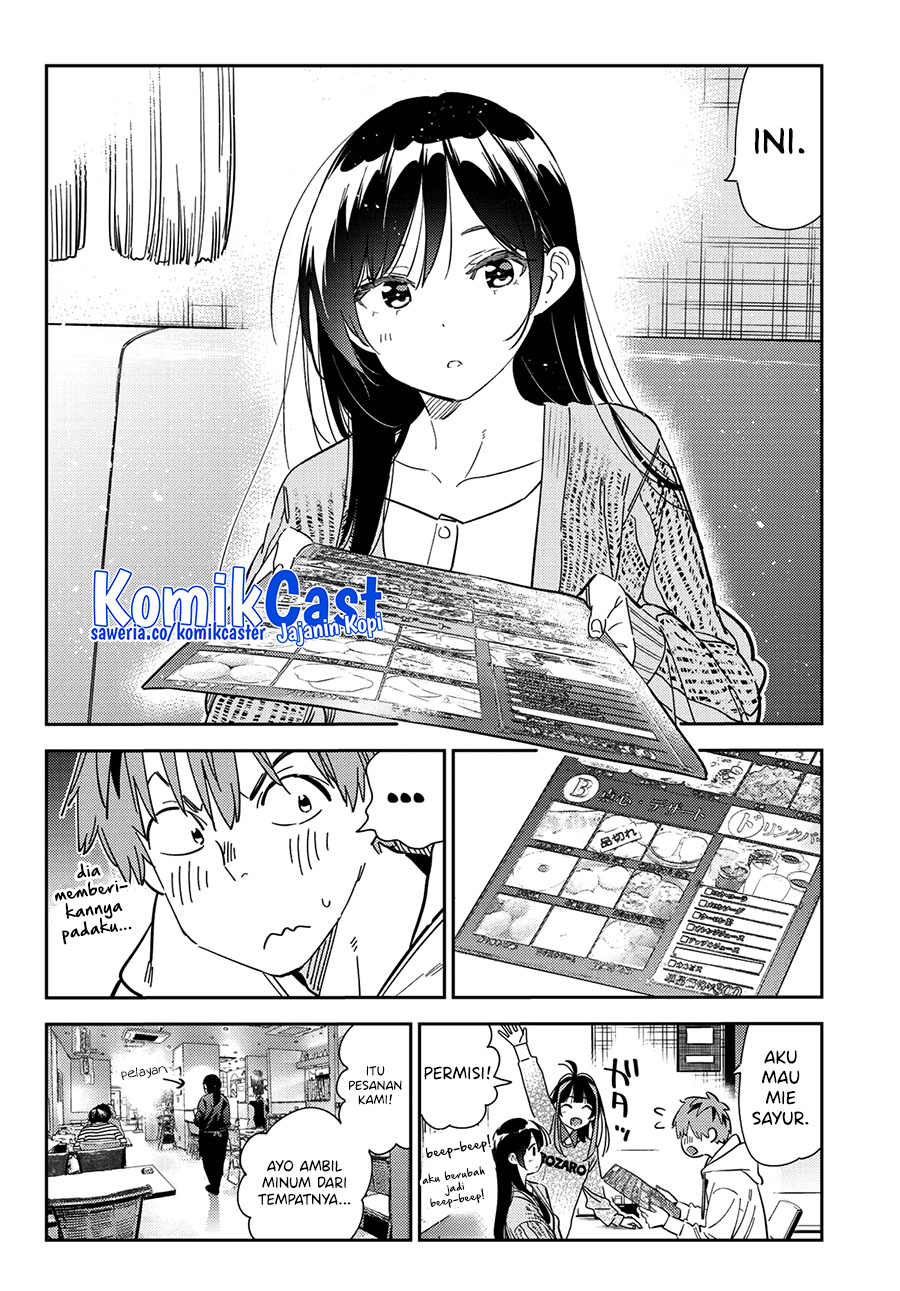 INI.
KomikCast
saweria.co/komikcaster Jajanin Kopi
B 点心・デザート
ドリンクバー
品切れ
...
dia
memberi-
kannya
padaku...
AKU
MAU
MIE
SAYUR.
ガタッ
PERMISI!
BOZARO
beep-beep!
aku berubah
jadi
beep-beep!
ITU
PESANAN
KAMI!
pelayan
AYO AMBIL
MINUM DARI
TEMPATNYA...